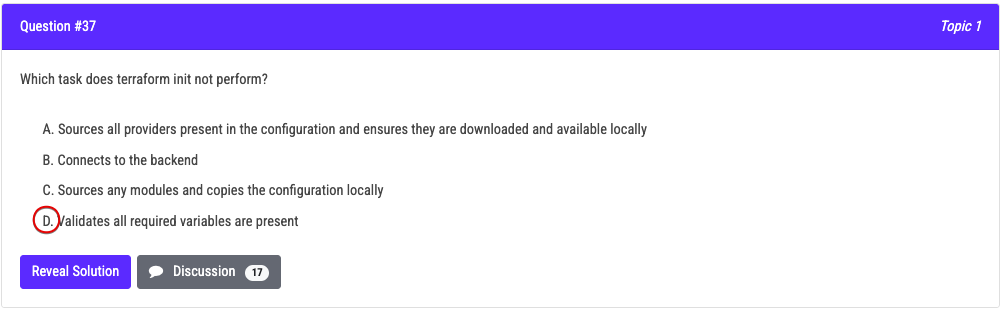 Question #37
Topic 1
Which task does terraform init not perform?
A. Sources all providers present in the configuration and ensures they are downloaded and available locally
B. Connects to the backend
C. Sources any modules and copies the configuration locally
D. Validates all required variables are present
Reveal Solution
Discussion 17